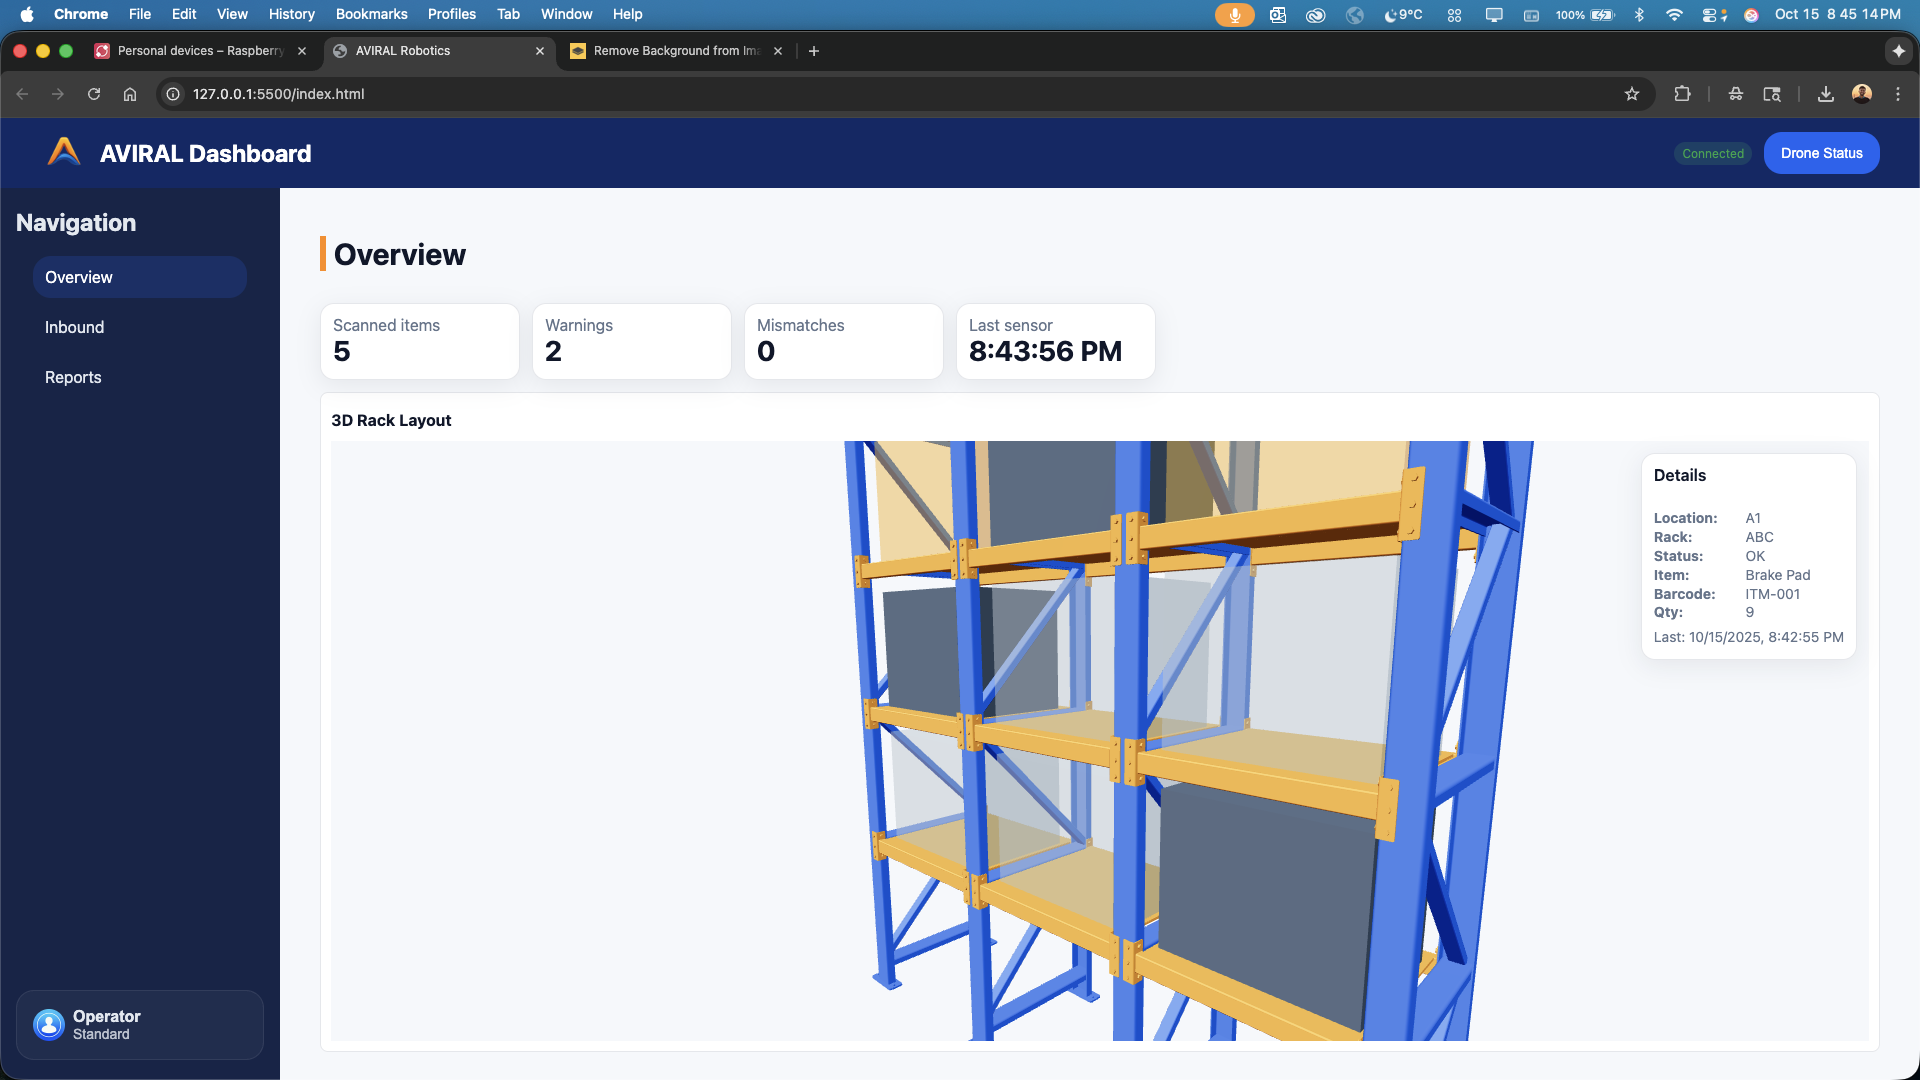 Chrome File Edit View History Bookmarks Profiles Tab Window Help 9°C 100% Oct 15 8 45 14 PM
Personal devices – Raspberry AVIRAL Robotics Remove Background from Ima
127.0.0.1:5500/index.html
AVIRAL Dashboard Connected Drone Status
Navigation
Overview
Inbound
Reports
Operator
Standard
Overview
Scanned items
5
Warnings
2
Mismatches
0
Last sensor
8:43:56 PM
3D Rack Layout
Details
Location: A1
Rack: ABC
Status: OK
Item: Brake Pad
Barcode: ITM-001
Qty: 9
Last: 10/15/2025, 8:42:55 PM